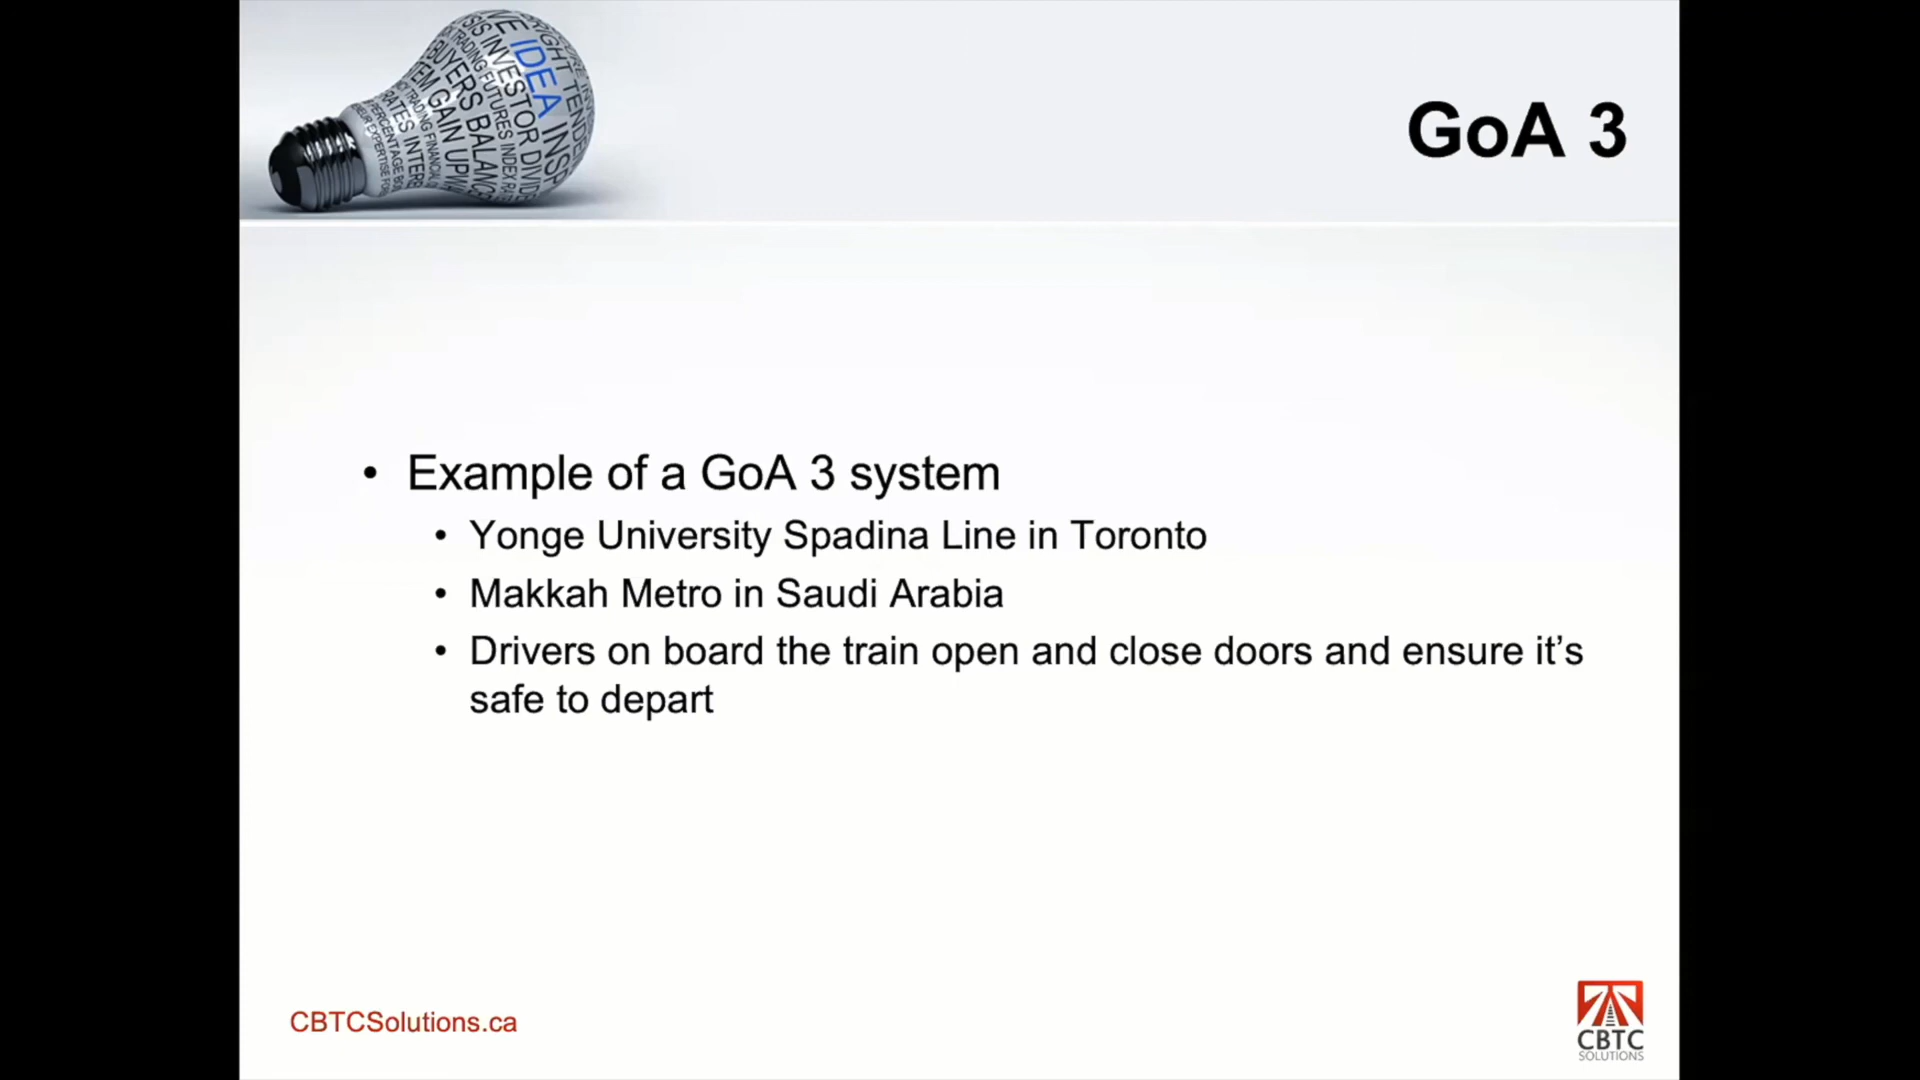 IDEA
GoA 3
• Example of a GoA 3 system
• Yonge University Spadina Line in Toronto
• Makkah Metro in Saudi Arabia
• Drivers on board the train open and close doors and ensure it’s
safe to depart
CBTCSolutions.ca
CBTC
SOLUTIONS